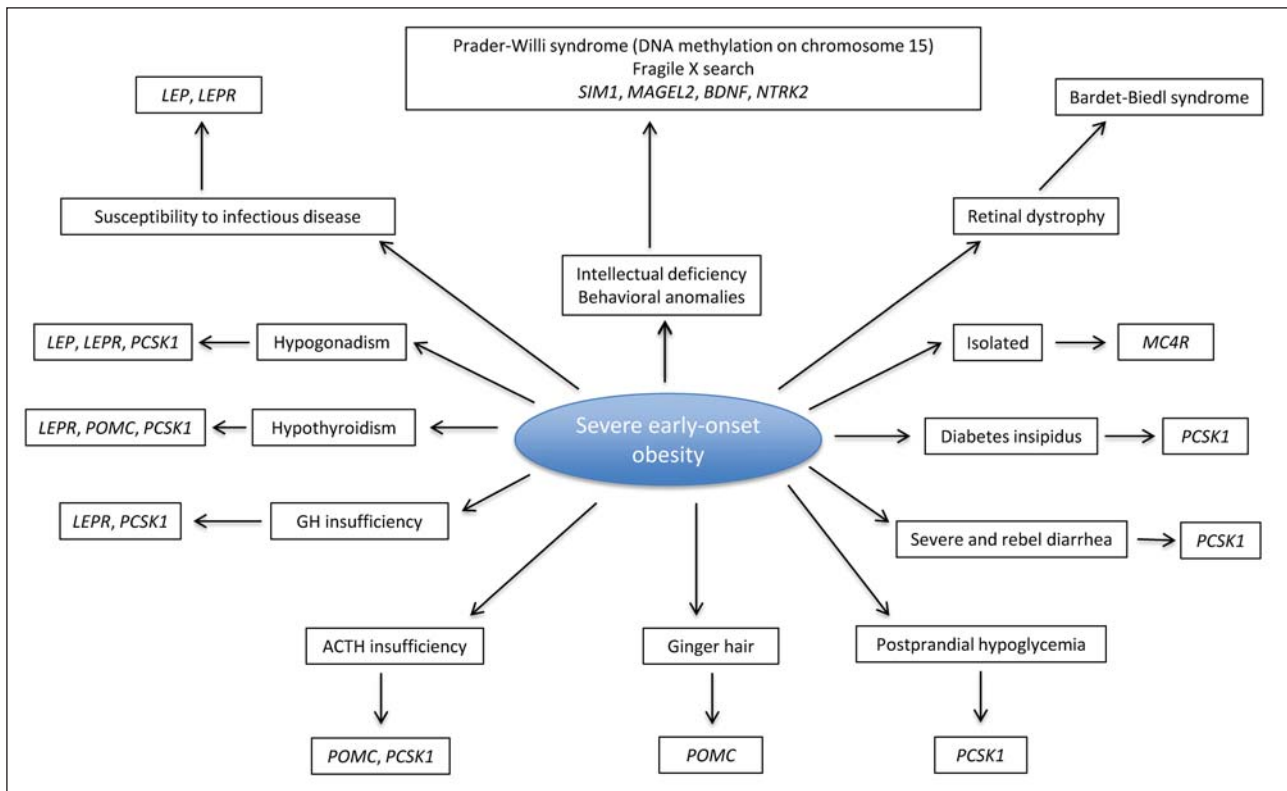 Prader-Willi syndrome (DNA methylation on chromosome 15)
Fragile X search
SIM1, MAGEL2, BDNF, NTRK2
LEP, LEPR
Bardet-Biedl syndrome
Susceptibility to infectious disease
Retinal dystrophy
Intellectual deficiency
Behavioral anomalies
LEP, LEPR, PCSK1
Hypogonadism
Isolated
MC4R
LEPR, POMC, PCSK1
Hypothyroidism
Severe early-onset
obesity
Diabetes insipidus
PCSK1
LEPR, PCSK1
GH insufficiency
Severe and rebel diarrhea
PCSK1
ACTH insufficiency
Ginger hair
Postprandial hypoglycemia
POMC, PCSK1
POMC
PCSK1